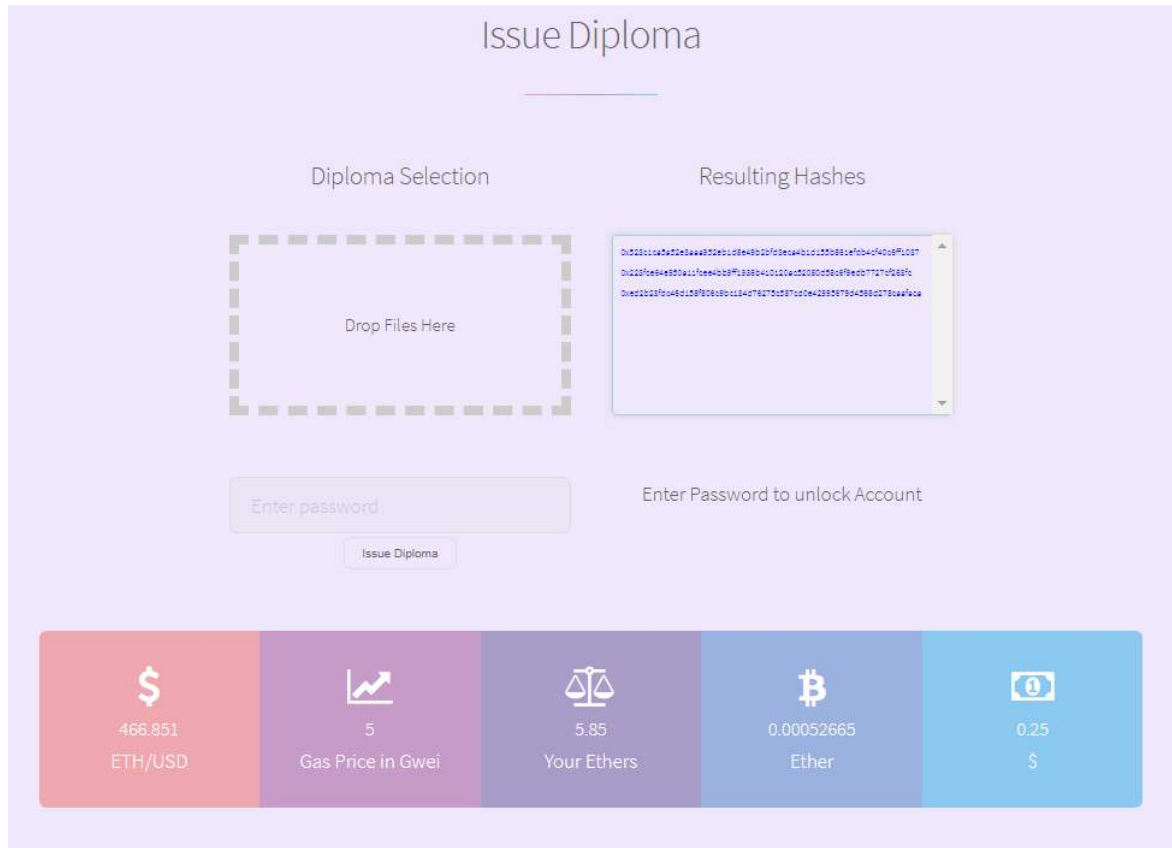 Issue Diploma
Diploma Selection
Resulting Hashes
Drop Files Here
Enter password
Enter Password to unlock Account
Issue Diploma
$
466.851
ETH/USD
5
Gas Price in Gwei
5.85
Your Ethers
0.00052665
Ether
1
0.25
$